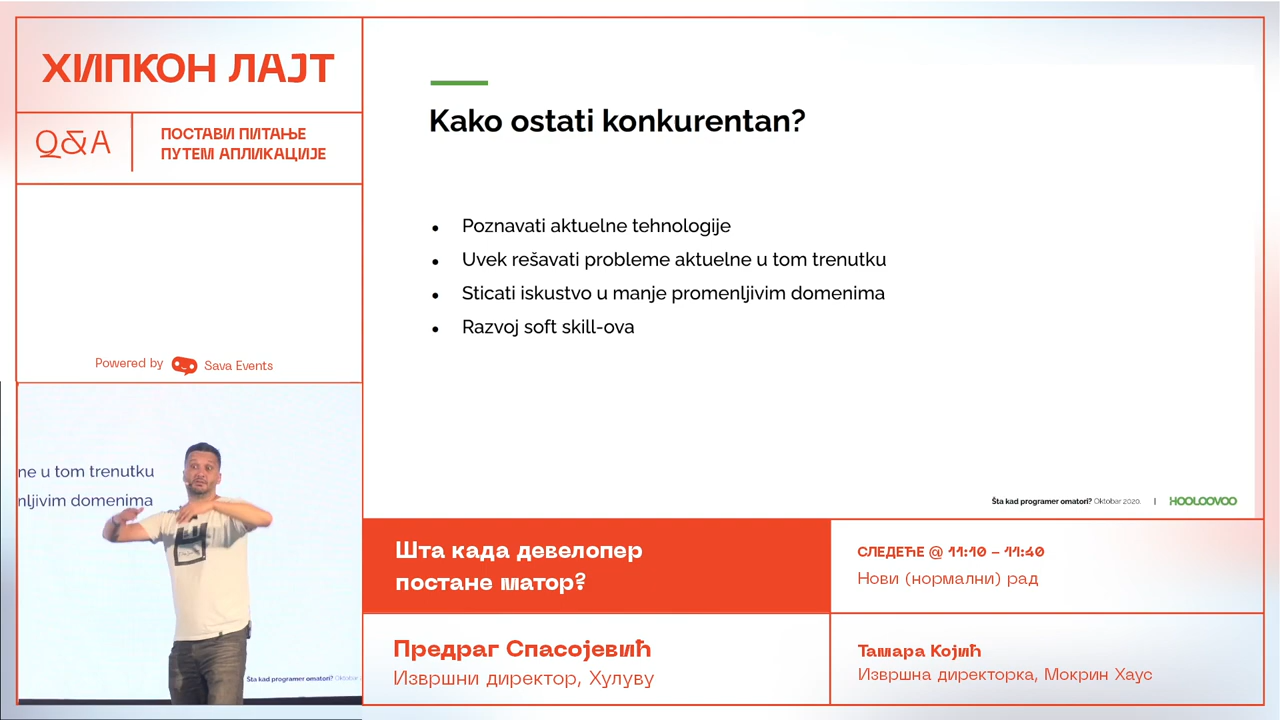 ХИПКОН ЛАЈТ
Q&A
ПОСТАВИ ПИТАЊЕ
ПУТЕМ АПЛИКАЦИЈЕ
Powered by Sava Events
ne u tom trenutku
nljivim domenima
Šta kad programer omatori? Oktobar
Kako ostati konkurentan?
• Poznavati aktuelne tehnologije
• Uvek rešavati probleme aktuelne u tom trenutku
• Sticati iskustvo u manje promenljivim domenima
• Razvoj soft skill-ova
Šta kad programer omatori? Oktobar 2020. | HOOLOOVOO
Шта када девелопер
постане матор?
Предраг Спасојевић
Извршни директор, Хулуву
СЛЕДЕЋЕ @ 11:10 – 11:40
Нови (нормални) рад
Тамара Којић
Извршна директорка, Мокрин Хаус